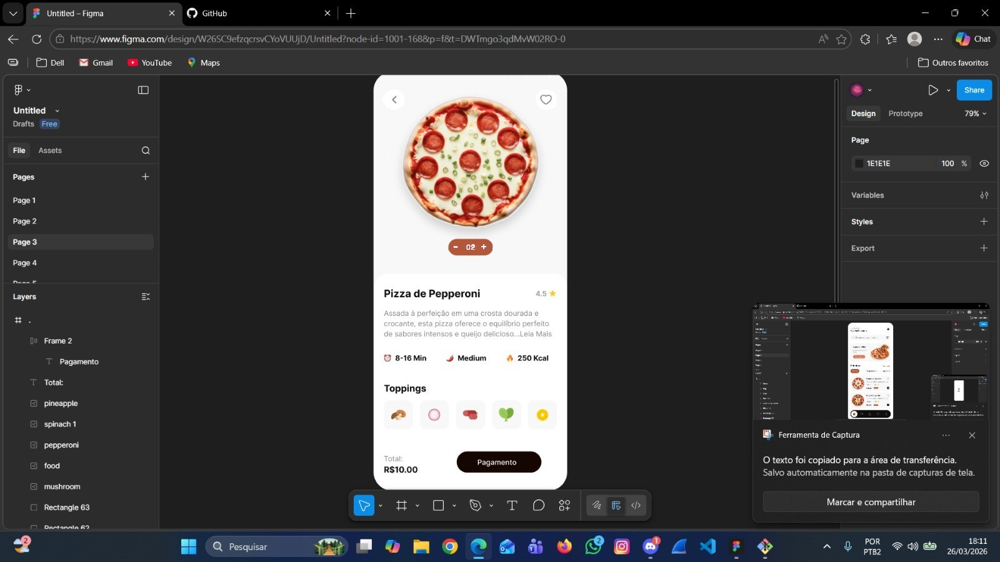 Untitled – Figma
GitHub
https://www.figma.com/design/W26SC9efzqcrsvCYoVUUjD/Untitled?node-id=1001-168&p=f&t=DWTmgo3qdMvW02RO-0
Chat
Dell
Gmail
YouTube
Maps
Outros favoritos
Untitled
Drafts
Free
File
Assets
Pages
Page 1
Page 2
Page 3
Page 4
Page 5
Layers
.
Frame 2
Pagamento
Total:
pineapple
spinach 1
pepperoni
food
mushroom
Rectangle 63
Rectangle 62
- 02 +
Pizza de Pepperoni
4.5
Assada à perfeição em uma crosta dourada e
crocante, esta pizza oferece o equilíbrio perfeito
de sabores intensos e queijo delicioso...Leia Mais
8-16 Min
Medium
250 Kcal
Toppings
Total:
R$10.00
Pagamento
Share
Design
Prototype
79%
Page
1E1E1E
100 %
Variables
Styles
Export
Ferramenta de Captura
O texto foi copiado para a área de transferência.
Salvo automaticamente na pasta de capturas de tela.
Marcar e compartilhar
2
Pesquisar
2
1
POR
PTB2
18:11
26/03/2026